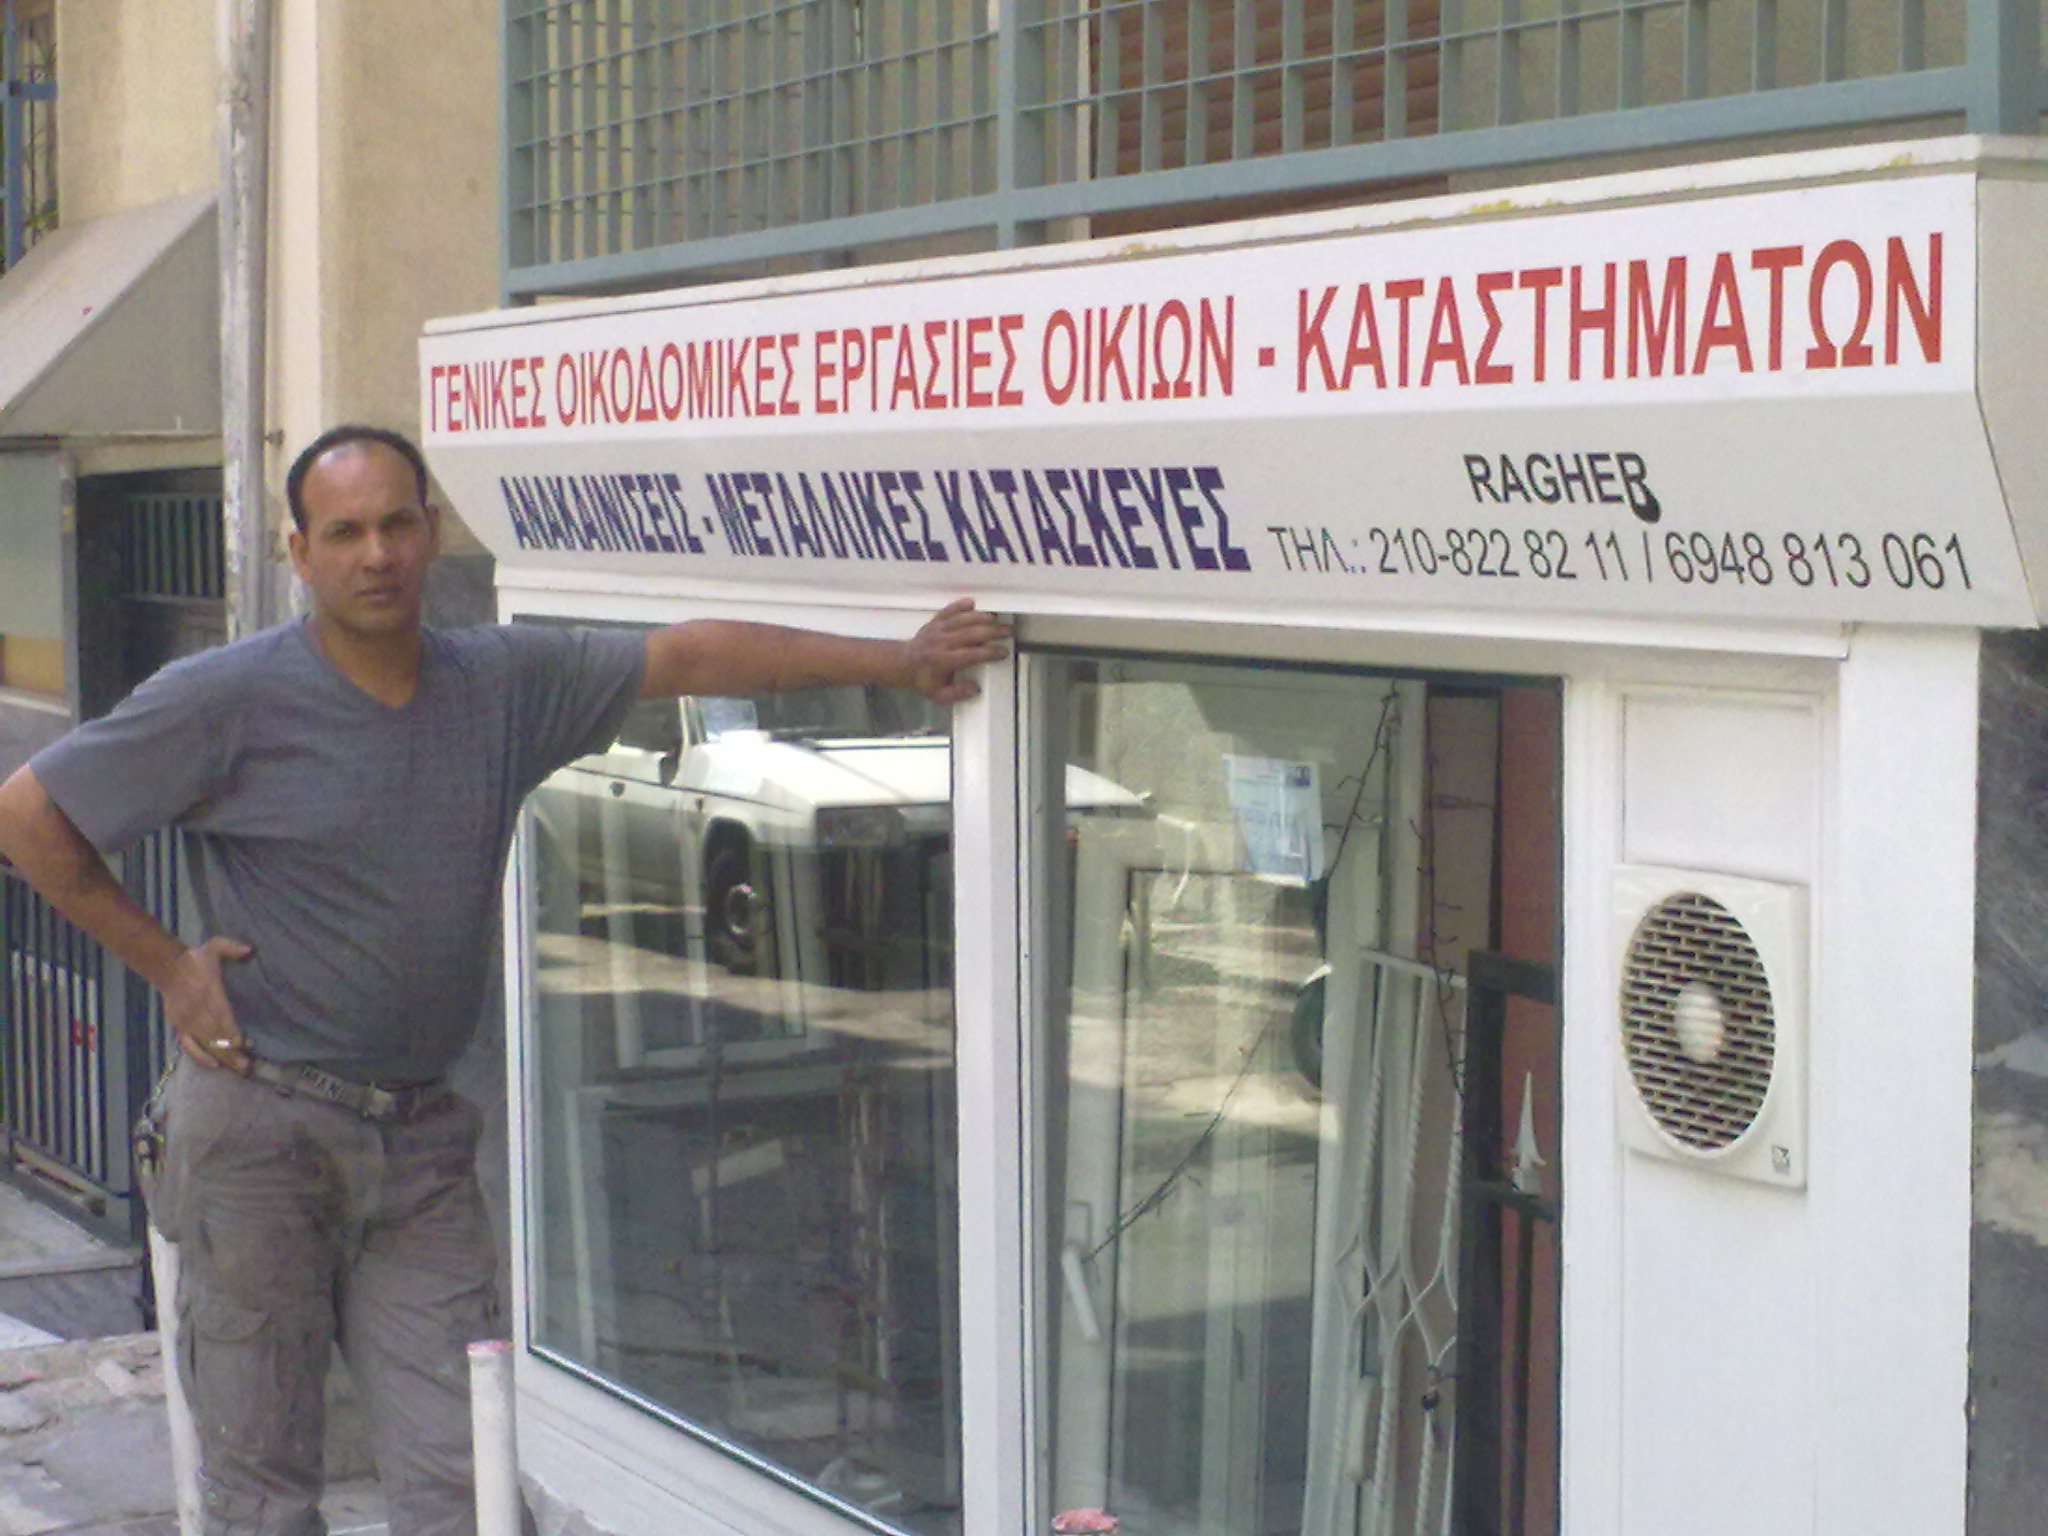 ΓΕΝΙΚΕΣ ΟΙΚΟΔΟΜΙΚΕΣ ΕΡΓΑΣΙΕΣ ΟΙΚΙΩΝ - ΚΑΤΑΣΤΗΜΑΤΩΝ
ΑΝΑΚΑΙΝΙΣΕΙΣ - ΜΕΤΑΛΛΙΚΕΣ ΚΑΤΑΣΚΕΥΕΣ
RAGHEB
ΤΗΛ.: 210-822 82 11 / 6948 813 061